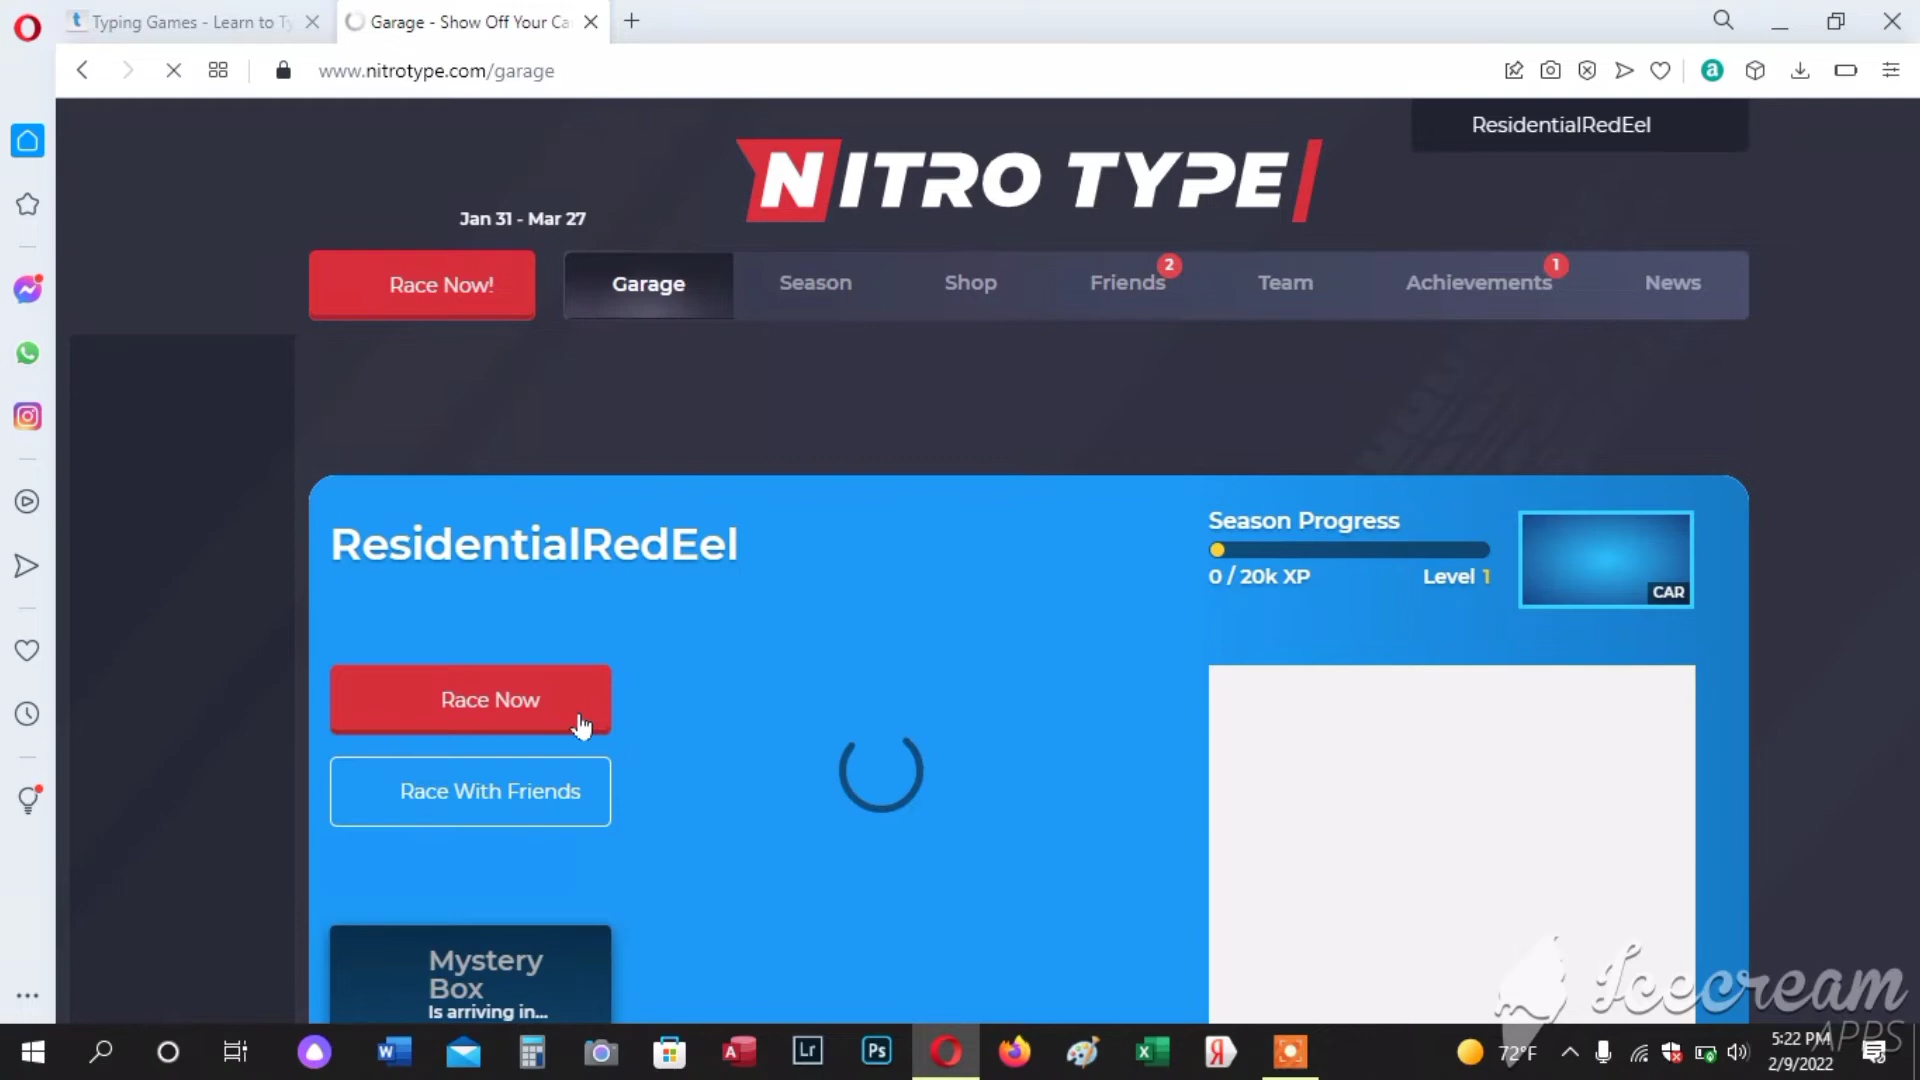 Typing Games - Learn to Ty
Garage - Show Off Your Ca
www.nitrotype.com/garage
ResidentialRedEel
NITRO TYPE
Jan 31 - Mar 27
Race Now!
Garage
Season
Shop
Friends
2
Team
Achievements
1
News
ResidentialRedEel
Season Progress
0 / 20k XP
Level 1
CAR
Race Now
Race With Friends
Mystery
Box
Is arriving in...
Icecream
APPS
72°F
5:22 PM
2/9/2022